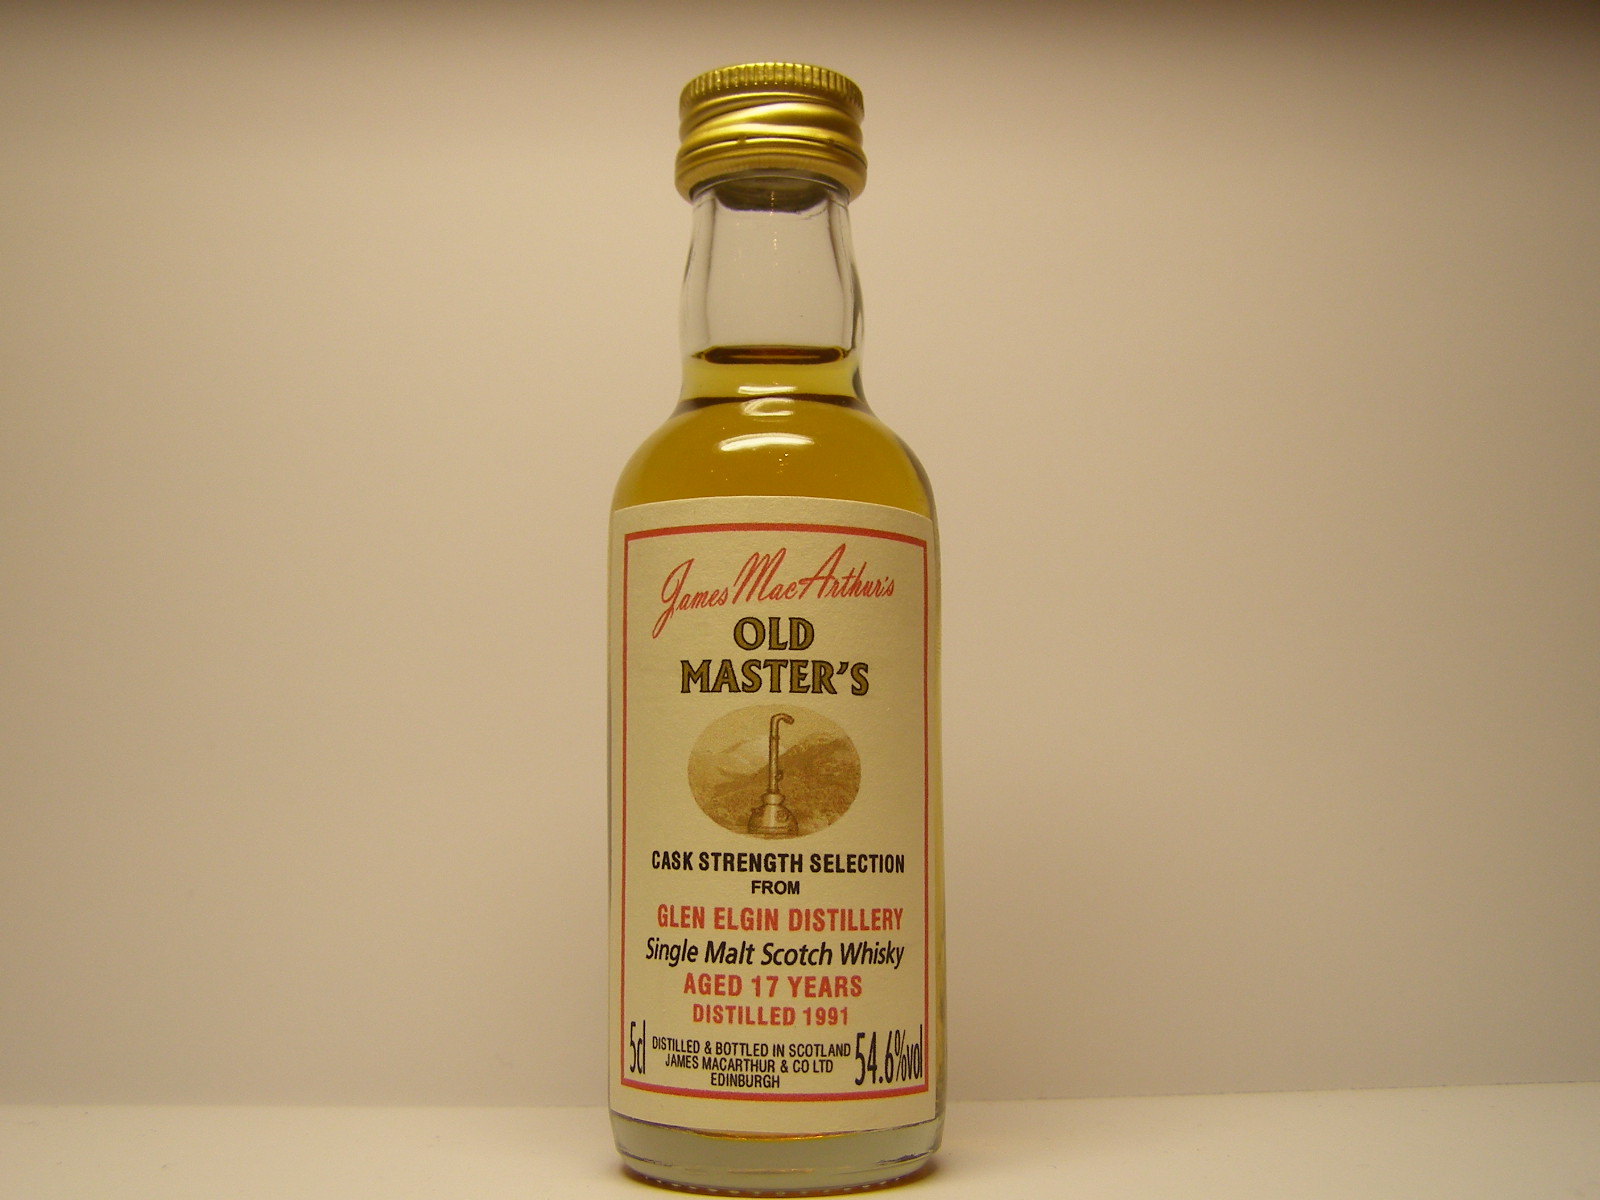 James MacArthur's
OLD
MASTER'S
CASK STRENGTH SELECTION
FROM
GLEN ELGIN DISTILLERY
Single Malt Scotch Whisky
AGED 17 YEARS
DISTILLED 1991
5cl
DISTILLED & BOTTLED IN SCOTLAND
JAMES MACARTHUR & CO LTD
EDINBURGH
54.6%vol